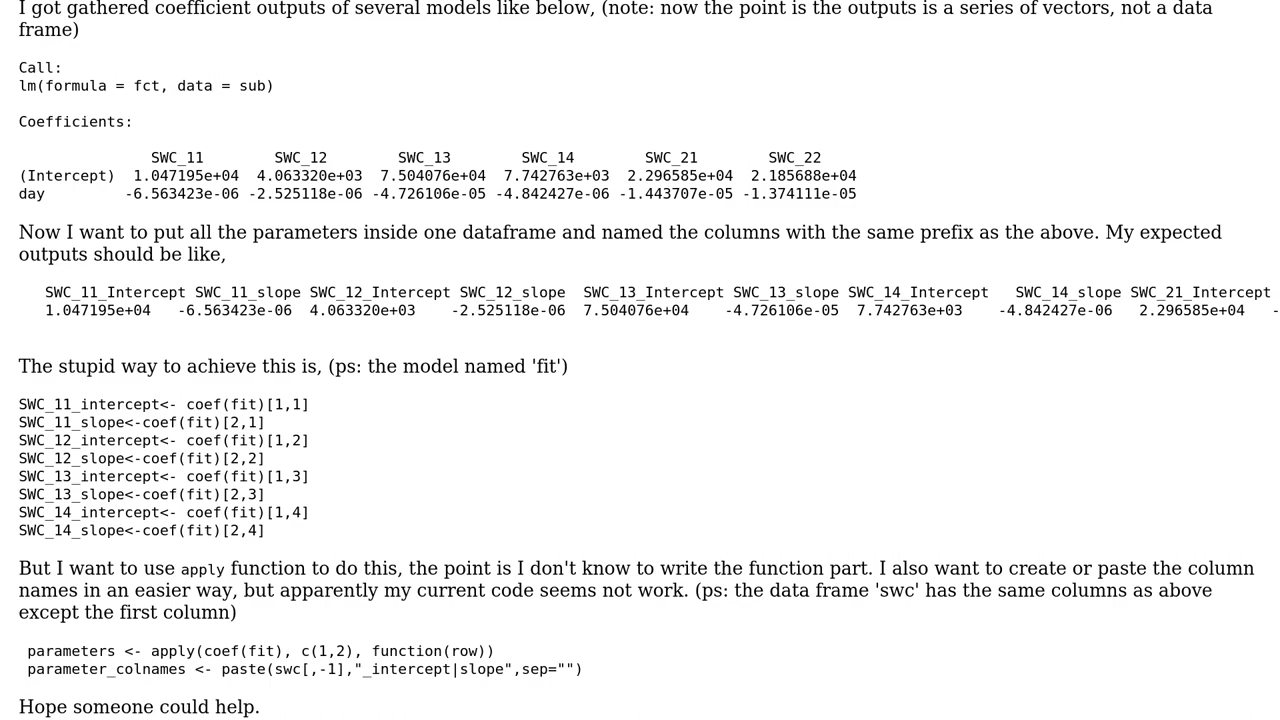 I got gathered coefficient outputs of several models like below, (note: now the point is the outputs is a series of vectors, not a data
frame)
Call:
lm(formula = fct, data = sub)
Coefficients:
SWC_11 SWC_12 SWC_13 SWC_14 SWC_21 SWC_22
(Intercept) 1.047195e+04 4.063320e+03 7.504076e+04 7.742763e+03 2.296585e+04 2.185688e+04
day -6.563423e-06 -2.525118e-06 -4.726106e-05 -4.842427e-06 -1.443707e-05 -1.374111e-05
Now I want to put all the parameters inside one dataframe and named the columns with the same prefix as the above. My expected
outputs should be like,
SWC_11_Intercept SWC_11_slope SWC_12_Intercept SWC_12_slope SWC_13_Intercept SWC_13_slope SWC_14_Intercept SWC_14_slope SWC_21_Intercept
1.047195e+04 -6.563423e-06 4.063320e+03 -2.525118e-06 7.504076e+04 -4.726106e-05 7.742763e+03 -4.842427e-06 2.296585e+04 -
The stupid way to achieve this is, (ps: the model named 'fit')
SWC_11_intercept<- coef(fit)[1,1]
SWC_11_slope<-coef(fit)[2,1]
SWC_12_intercept<- coef(fit)[1,2]
SWC_12_slope<-coef(fit)[2,2]
SWC_13_intercept<- coef(fit)[1,3]
SWC_13_slope<-coef(fit)[2,3]
SWC_14_intercept<- coef(fit)[1,4]
SWC_14_slope<-coef(fit)[2,4]
But I want to use apply function to do this, the point is I don't know to write the function part. I also want to create or paste the column
names in an easier way, but apparently my current code seems not work. (ps: the data frame 'swc' has the same columns as above
except the first column)
parameters <- apply(coef(fit), c(1,2), function(row))
parameter_colnames <- paste(swc[,-1],"_intercept|slope",sep="")
Hope someone could help.